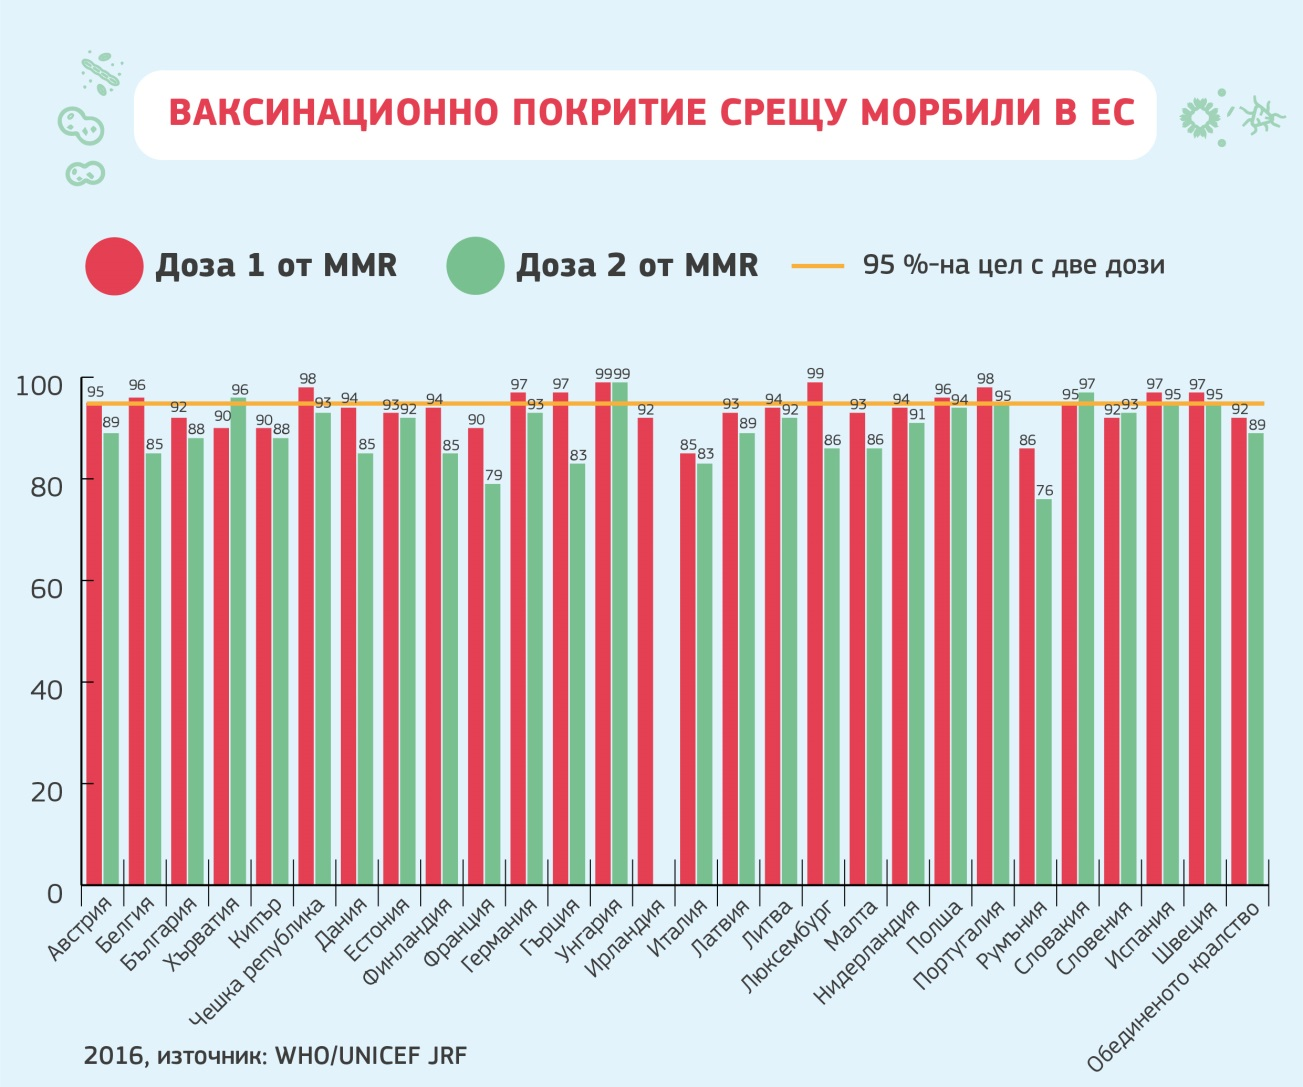 ВАКСИНАЦИОННО ПОКРИТИЕ СРЕЩУ МОРБИЛИ В ЕС
Доза 1 от MMR
Доза 2 от MMR
95 %-на цел с две дози
100
80
60
40
20
0
95 89
96 85
92 88
90 96
90 88
98 93
94 85
93 92
94 85
90 79
97 93
97 83
99 99
92
85 83
93 89
94 92
99 86
93 86
94 91
96 94
98 95
86 76
95 97
92 93
97 95
97 95
92 89
Австрия
Белгия
България
Хърватия
Кипър
Чешка република
Дания
Естония
Финландия
Франция
Германия
Гърция
Унгария
Ирландия
Италия
Латвия
Литва
Люксембург
Малта
Нидерландия
Полша
Португалия
Румъния
Словакия
Словения
Испания
Швеция
Обединеното кралство
2016, източник: WHO/UNICEF JRF